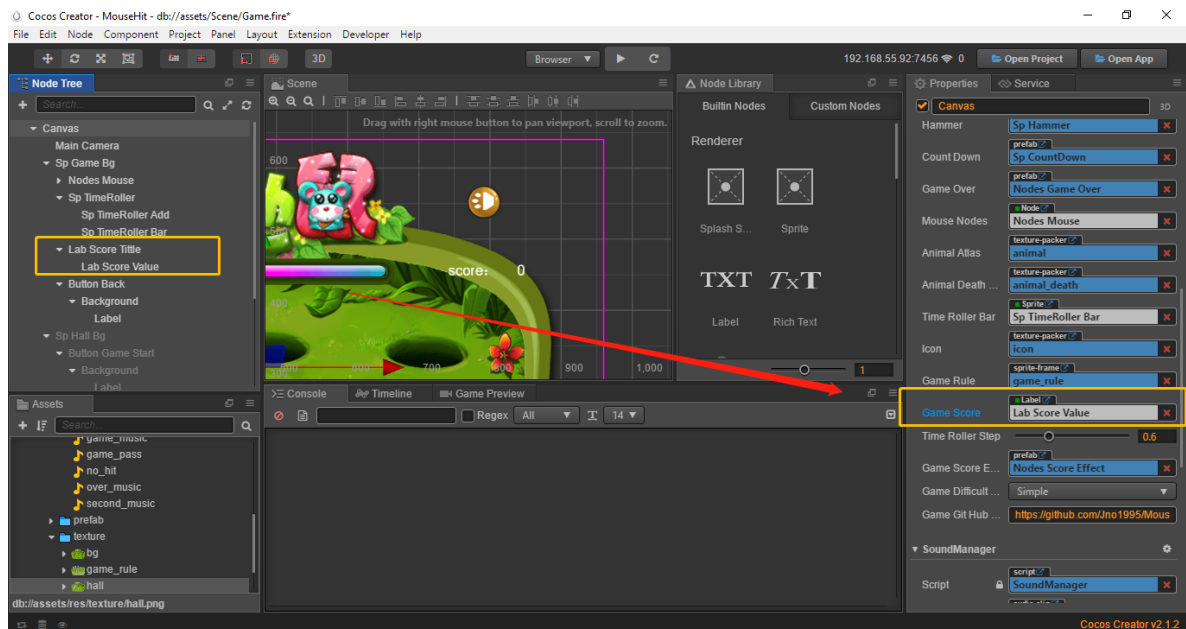 Cocos Creator - MouseHit - db://assets/Scene/Game.fire*
File Edit Node Component Project Panel Layout Extension Developer Help
3D
Browser
192.168.55.92:7456 0
Open Project
Open App
Node Tree
Search...
Canvas
Main Camera
Sp Game Bg
Nodes Mouse
Sp TimeRoller
Sp TimeRoller Add
Sp TimeRoller Bar
Lab Score Tittle
Lab Score Value
Button Back
Background
Label
Sp Hall Bg
Button Game Start
Background
Label
Assets
Search...
game_music
game_pass
no_hit
over_music
second_music
prefab
texture
bg
game_rule
hall
db://assets/res/texture/hall.png
Scene
Drag with right mouse button to pan viewport, scroll to zoom.
600
500
400
score: 0
700
800
900
1,000
Console
Timeline
Game Preview
Regex
All
14
Node Library
Builtin Nodes
Custom Nodes
Renderer
Splash S...
Sprite
TXT
TxT
Label
Rich Text
1
Properties
Service
Canvas
3D
Hammer
Sp Hammer
prefab
Count Down
Sp CountDown
prefab
Game Over
Nodes Game Over
Node
Mouse Nodes
Nodes Mouse
texture-packer
Animal Atlas
animal
texture-packer
Animal Death ...
animal_death
Sprite
Time Roller Bar
Sp TimeRoller Bar
texture-packer
Icon
icon
sprite-frame
Game Rule
game_rule
Label
Game Score
Lab Score Value
Time Roller Step
0.6
prefab
Game Score E...
Nodes Score Effect
Game Difficult ...
Simple
Game Git Hub ...
https://github.com/Jno1995/Mous
SoundManager
script
Script
SoundManager
Cocos Creator v2.1.2